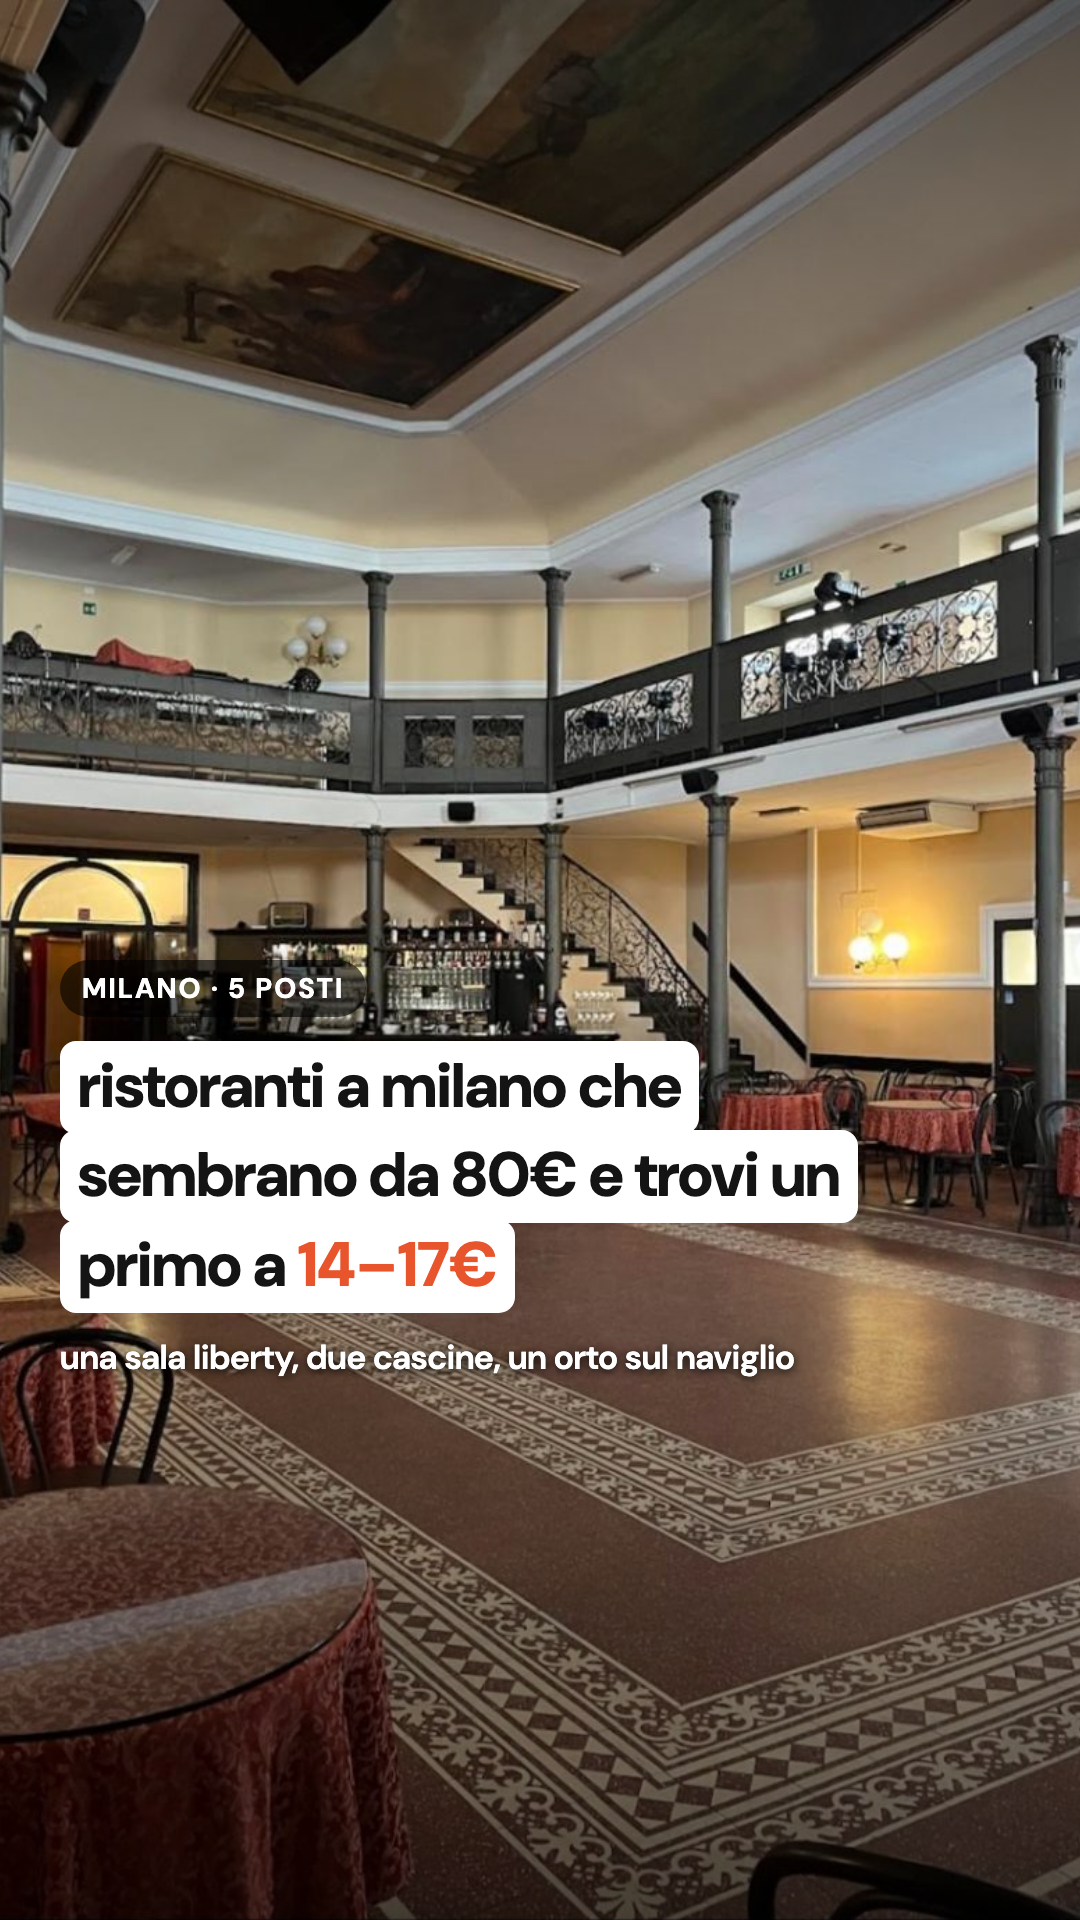 MILANO · 5 POSTI
ristoranti a milano che
sembrano da 80€ e trovi un
primo a 14–17€
una sala liberty, due cascine, un orto sul naviglio